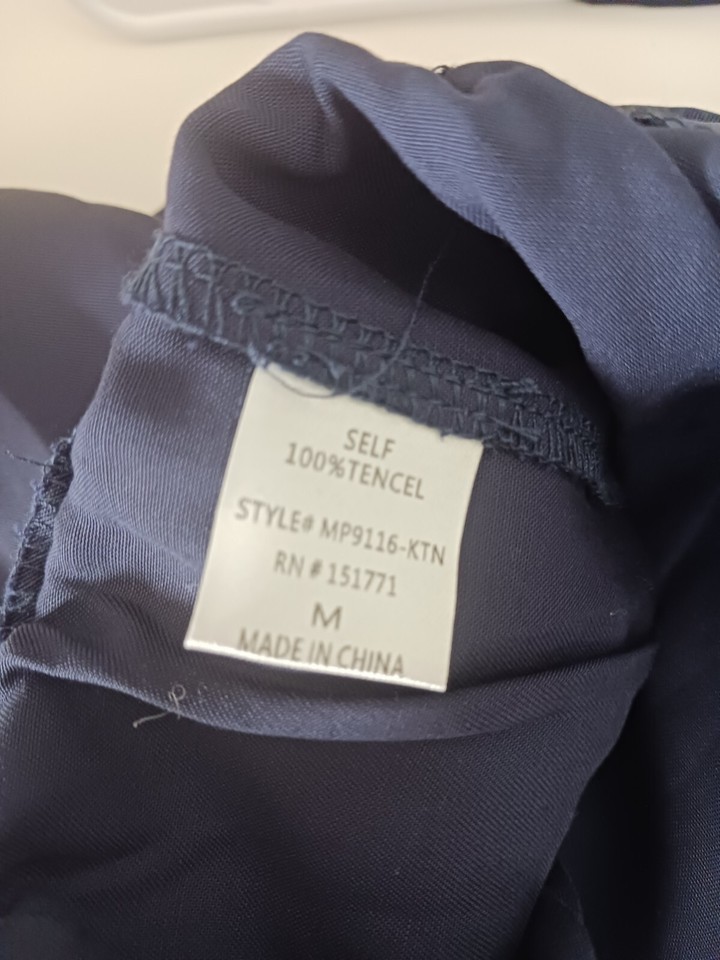 SELF
100%TENCEL
STYLE# MP9116-KTN
RN # 151771
M
MADE IN CHINA